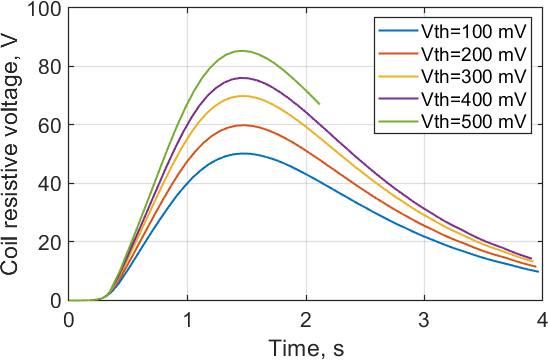 100
80
60
40
20
0
Coil resistive voltage, V
Vth=100 mV
Vth=200 mV
Vth=300 mV
Vth=400 mV
Vth=500 mV
0 1 2 3 4
Time, s